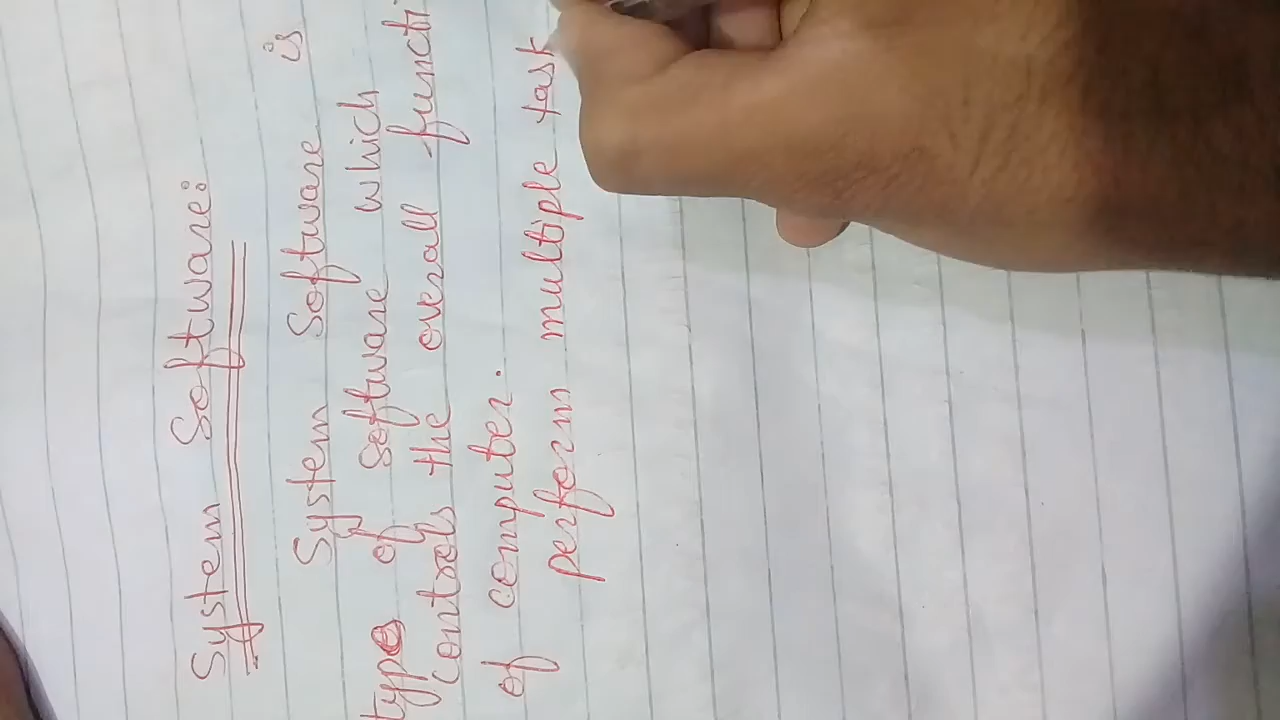 System Software:
System Software is
type of Software which
controls the overall functi
of computer.
perform multiple task